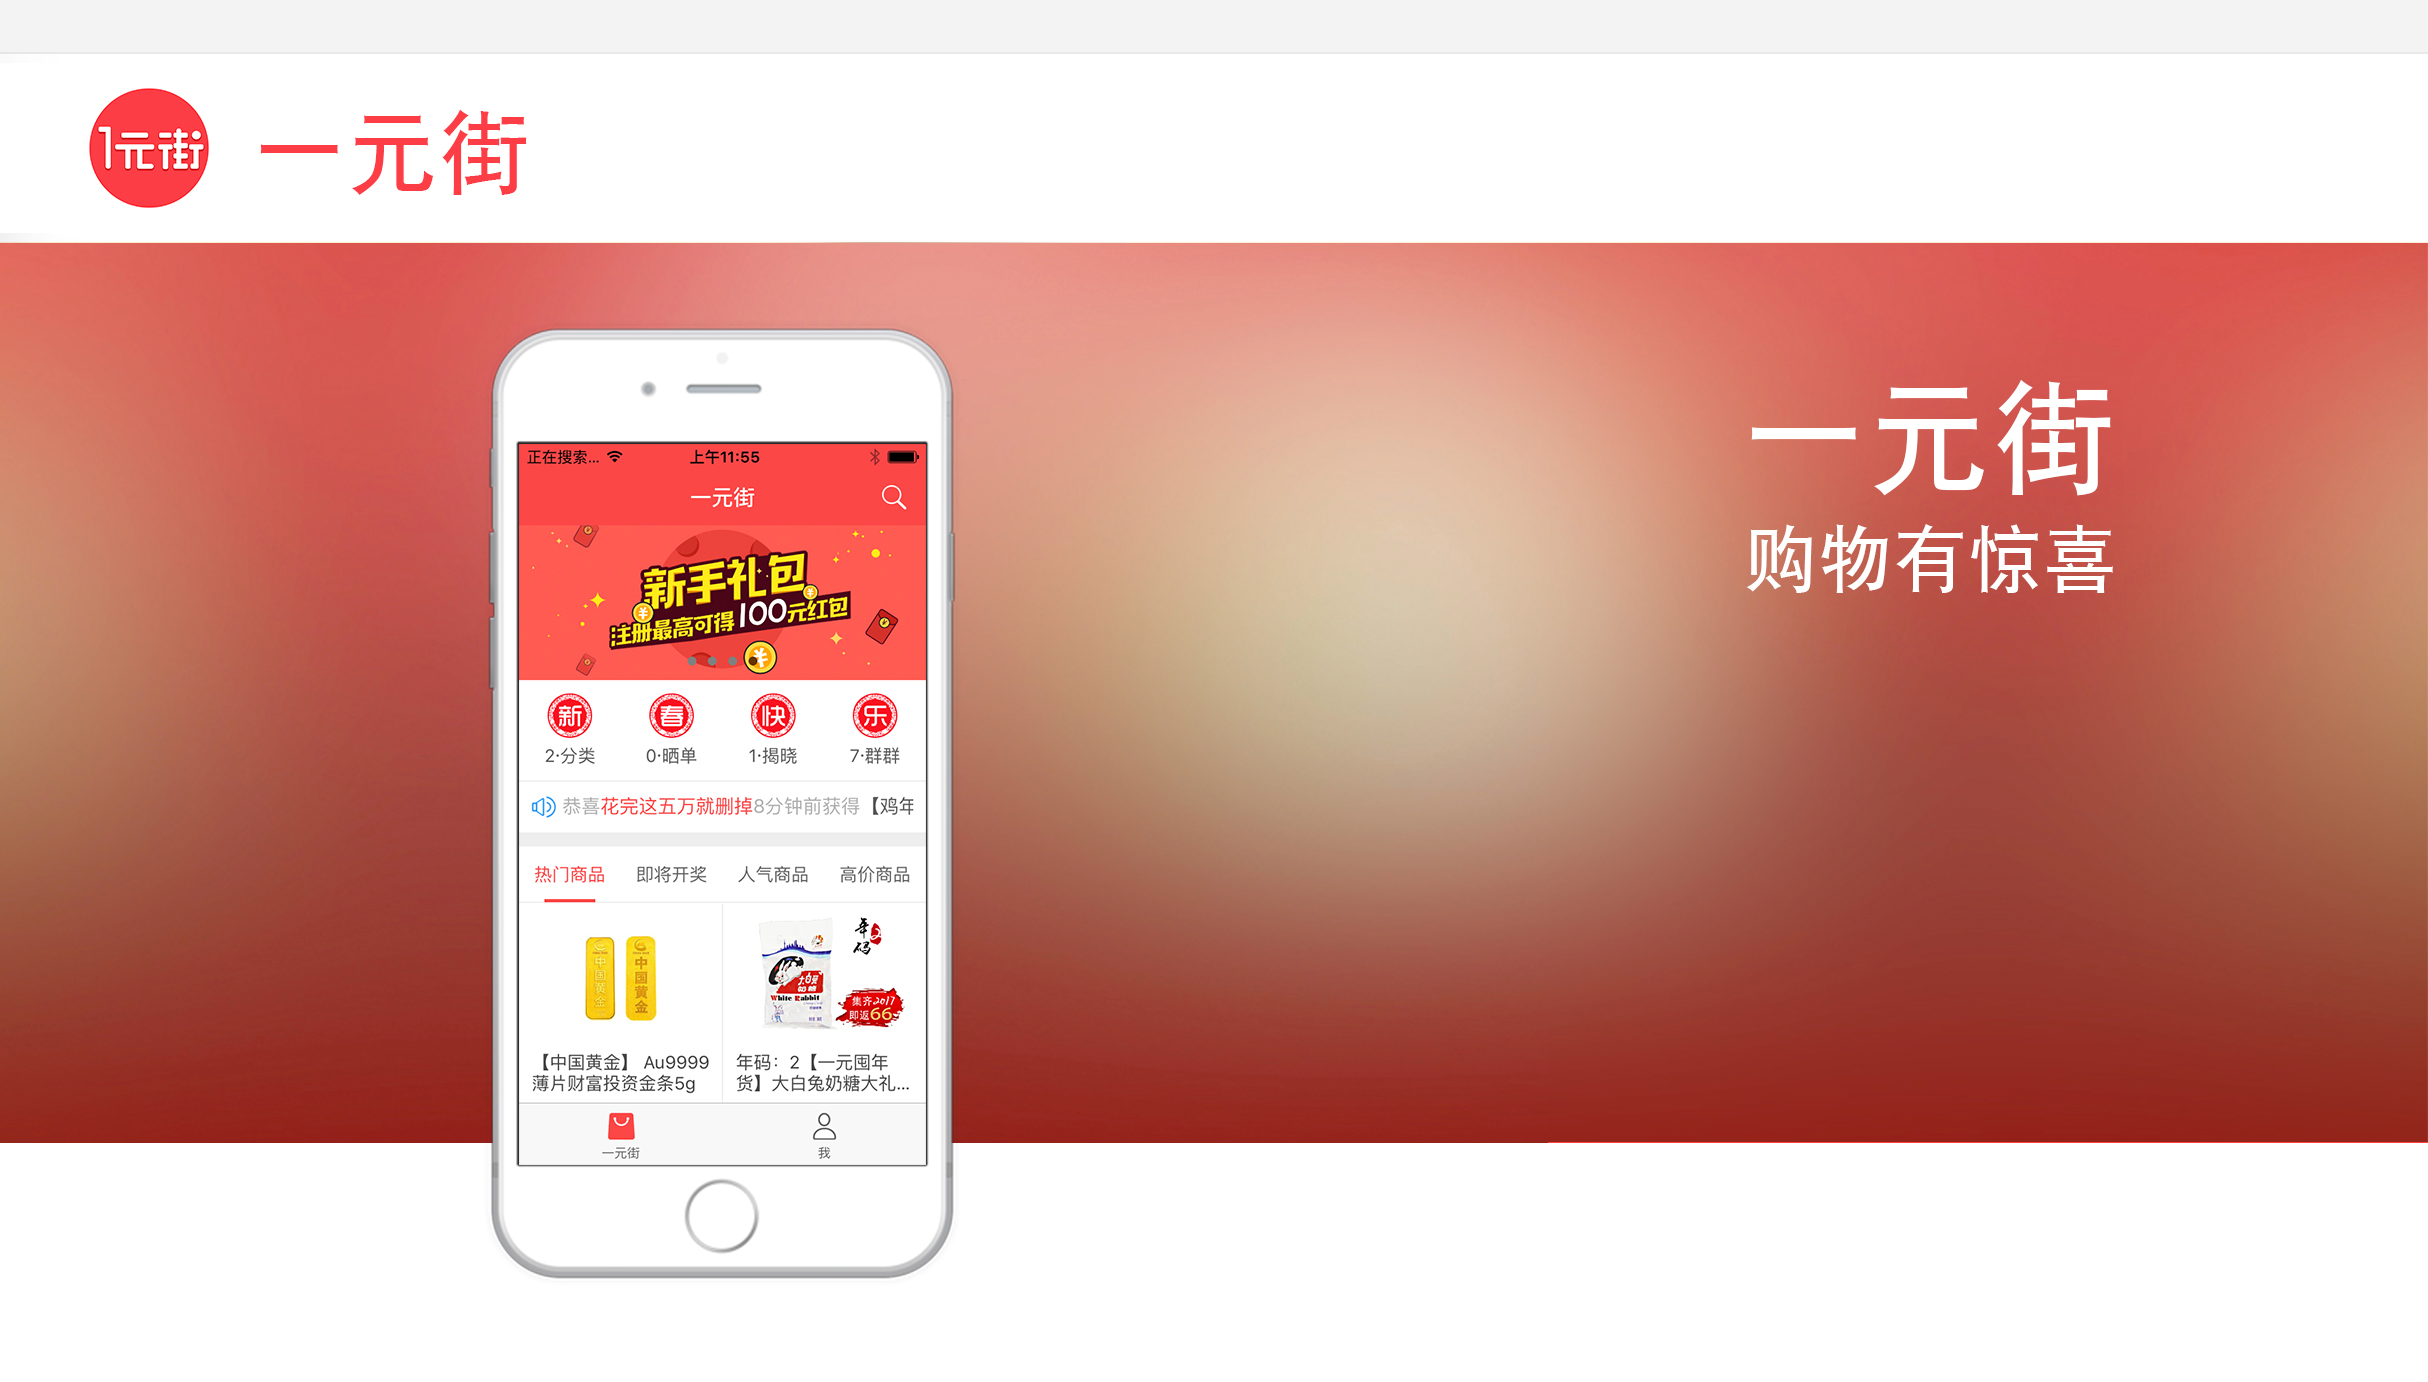 1元街
一元街
一元街
购物有惊喜
正在搜索...
上午11:55
一元街
新手礼包
注册最高可得100元红包
新
春
快
乐
2·分类
0·晒单
1·揭晓
7·群群
恭喜花完这五万就删掉8分钟前获得【鸡年
热门商品
即将开奖
人气商品
高价商品
中国黄金
中国黄金
大白兔
奶糖
White Rabbit
年码
集齐2017
即返66
【中国黄金】 Au9999
薄片财富投资金条5g
年码：2【一元囤年
货】大白兔奶糖大礼...
一元街
我